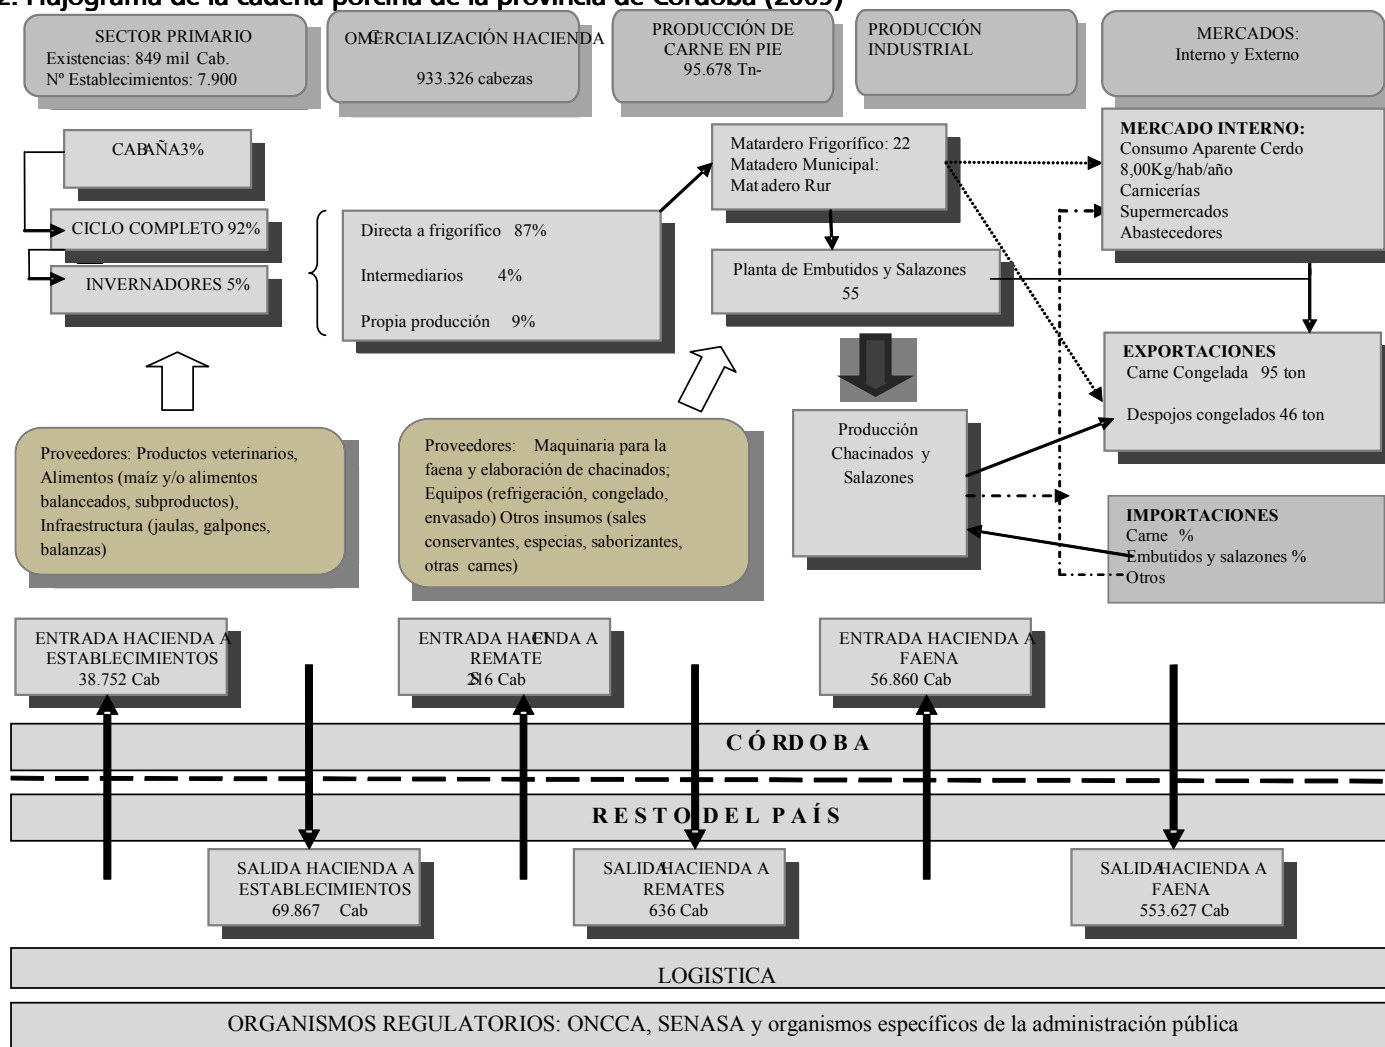 2. Flujograma de la cadena porcina de la provincia de Córdoba (2009)
SECTOR PRIMARIO
Existencias: 849 mil Cab.
Nº Establecimientos: 7.900
COMERCIALIZACIÓN HACIENDA
933.326 cabezas
PRODUCCIÓN DE
CARNE EN PIE
95.678 Tn-
PRODUCCIÓN
INDUSTRIAL
MERCADOS:
Interno y Externo
CABAÑA3%
CICLO COMPLETO 92%
INVERNADORES 5%
Directa a frigorífico 87%
Intermediarios 4%
Propia producción 9%
Matardero Frigorífico: 22
Matadero Municipal:
Matadero Rur
Planta de Embutidos y Salazones
55
MERCADO INTERNO:
Consumo Aparente Cerdo
8,00Kg/hab/año
Carnicerías
Supermercados
Abastecedores
EXPORTACIONES
Carne Congelada 95 ton
Despojos congelados 46 ton
Producción
Chacinados y
Salazones
IMPORTACIONES
Carne %
Embutidos y salazones %
Otros
Proveedores: Productos veterinarios,
Alimentos (maíz y/o alimentos
balanceados, subproductos),
Infraestructura (jaulas, galpones,
balanzas)
Proveedores: Maquinaria para la
faena y elaboración de chacinados;
Equipos (refrigeración, congelado,
envasado) Otros insumos (sales
conservantes, especias, saborizantes,
otras carnes)
ENTRADA HACIENDA A
ESTABLECIMIENTOS
38.752 Cab
ENTRADA HACIENDA A
REMATES
216 Cab
ENTRADA HACIENDA A
FAENA
56.860 Cab
CÓRDOBA
RESTO DEL PAÍS
SALIDA HACIENDA A
ESTABLECIMIENTOS
69.867 Cab
SALIDA HACIENDA A
REMATES
636 Cab
SALIDA HACIENDA A
FAENA
553.627 Cab
LOGISTICA
ORGANISMOS REGULATORIOS: ONCCA, SENASA y organismos específicos de la administración pública